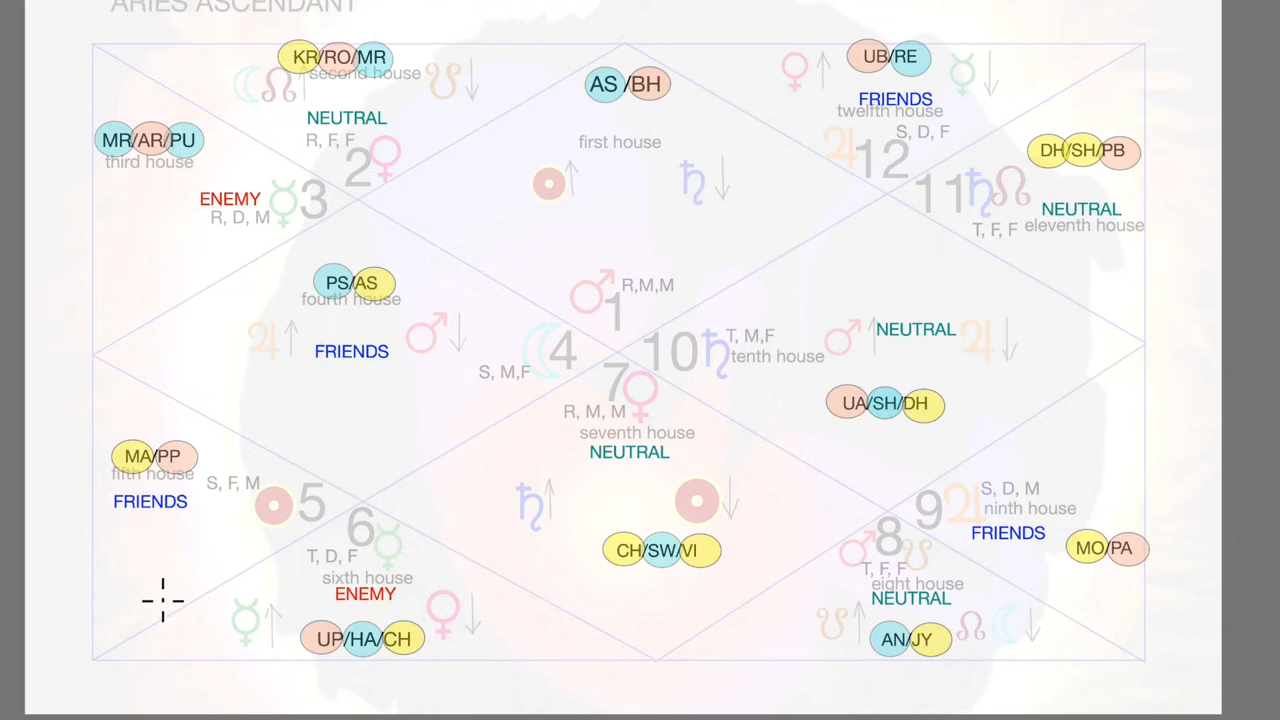 ARIES ASCENDANT
KR/RO/MR
second house
NEUTRAL
R, F, F
2
MR/AR/PU
third house
ENEMY
R, D, M
3
AS /BH
first house
R,M,M
1
UB/RE
FRIENDS
twelfth house
S, D, F
12
DH/SH/PB
11
NEUTRAL
T, F, F eleventh house
PS/AS
fourth house
FRIENDS
S, M,F
4
10
T, M,F
tenth house
NEUTRAL
UA/SH/DH
7
R, M, M
seventh house
NEUTRAL
CH/SW/VI
MA/PP
fifth house
FRIENDS
S, F, M
5
6
T, D, F
sixth house
ENEMY
UP/HA/CH
9
S, D, M
ninth house
FRIENDS
MO/PA
8
T, F, F
eight house
NEUTRAL
AN/JY